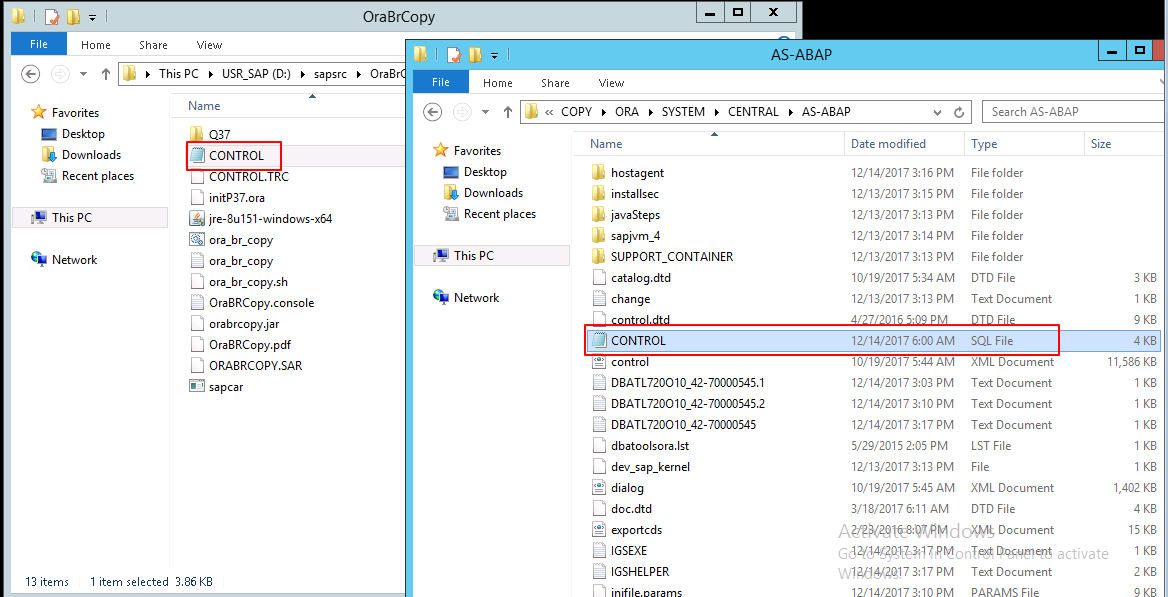 OraBrCopy
File Home Share View
This PC USR_SAP (D:) sapsrc OraBrC
Favorites
Desktop
Downloads
Recent places
This PC
Network
Name
Q37
CONTROL
CONTROL.TRC
initP37.ora
jre-8u151-windows-x64
ora_br_copy
ora_br_copy
ora_br_copy.sh
OraBRCopy.console
orabrcopy.jar
OraBRCopy.pdf
ORABRCOPY.SAR
sapcar
13 items 1 item selected 3.86 KB
AS-ABAP
File Home Share View
« COPY ORA SYSTEM CENTRAL AS-ABAP Search AS-ABAP
Favorites
Desktop
Downloads
Recent places
This PC
Network
Name Date modified Type Size
hostagent 12/14/2017 3:16 PM File folder
installsec 12/13/2017 3:15 PM File folder
javaSteps 12/13/2017 3:13 PM File folder
sapjvm_4 12/13/2017 3:14 PM File folder
SUPPORT_CONTAINER 12/13/2017 3:13 PM File folder
catalog.dtd 10/19/2017 5:34 AM DTD File 3 KB
change 12/13/2017 3:13 PM Text Document 1 KB
control.dtd 4/27/2016 5:09 PM DTD File 9 KB
CONTROL 12/14/2017 6:00 AM SQL File 4 KB
control 10/19/2017 5:44 AM XML Document 11,586 KB
DBATL720O10_42-70000545.1 12/14/2017 3:03 PM Text Document 1 KB
DBATL720O10_42-70000545.2 12/14/2017 3:10 PM Text Document 1 KB
DBATL720O10_42-70000545 12/14/2017 3:17 PM Text Document 1 KB
dbatoolsora.lst 5/29/2015 2:05 PM LST File 1 KB
dev_sap_kernel 12/13/2017 3:13 PM File 1 KB
dialog 10/19/2017 5:45 AM XML Document 1,402 KB
doc.dtd 3/18/2017 6:11 AM DTD File 4 KB
exportcds 2/23/2016 8:07 PM XML Document 15 KB
IGSEXE 12/14/2017 3:17 PM Text Document 1 KB
IGSHELPER 12/14/2017 3:17 PM Text Document 2 KB
inifile.params 10/19/2017 5:45 AM PARAMS File 9 KB
Activate Windows
Go to System in Control Panel to activate
Windows.